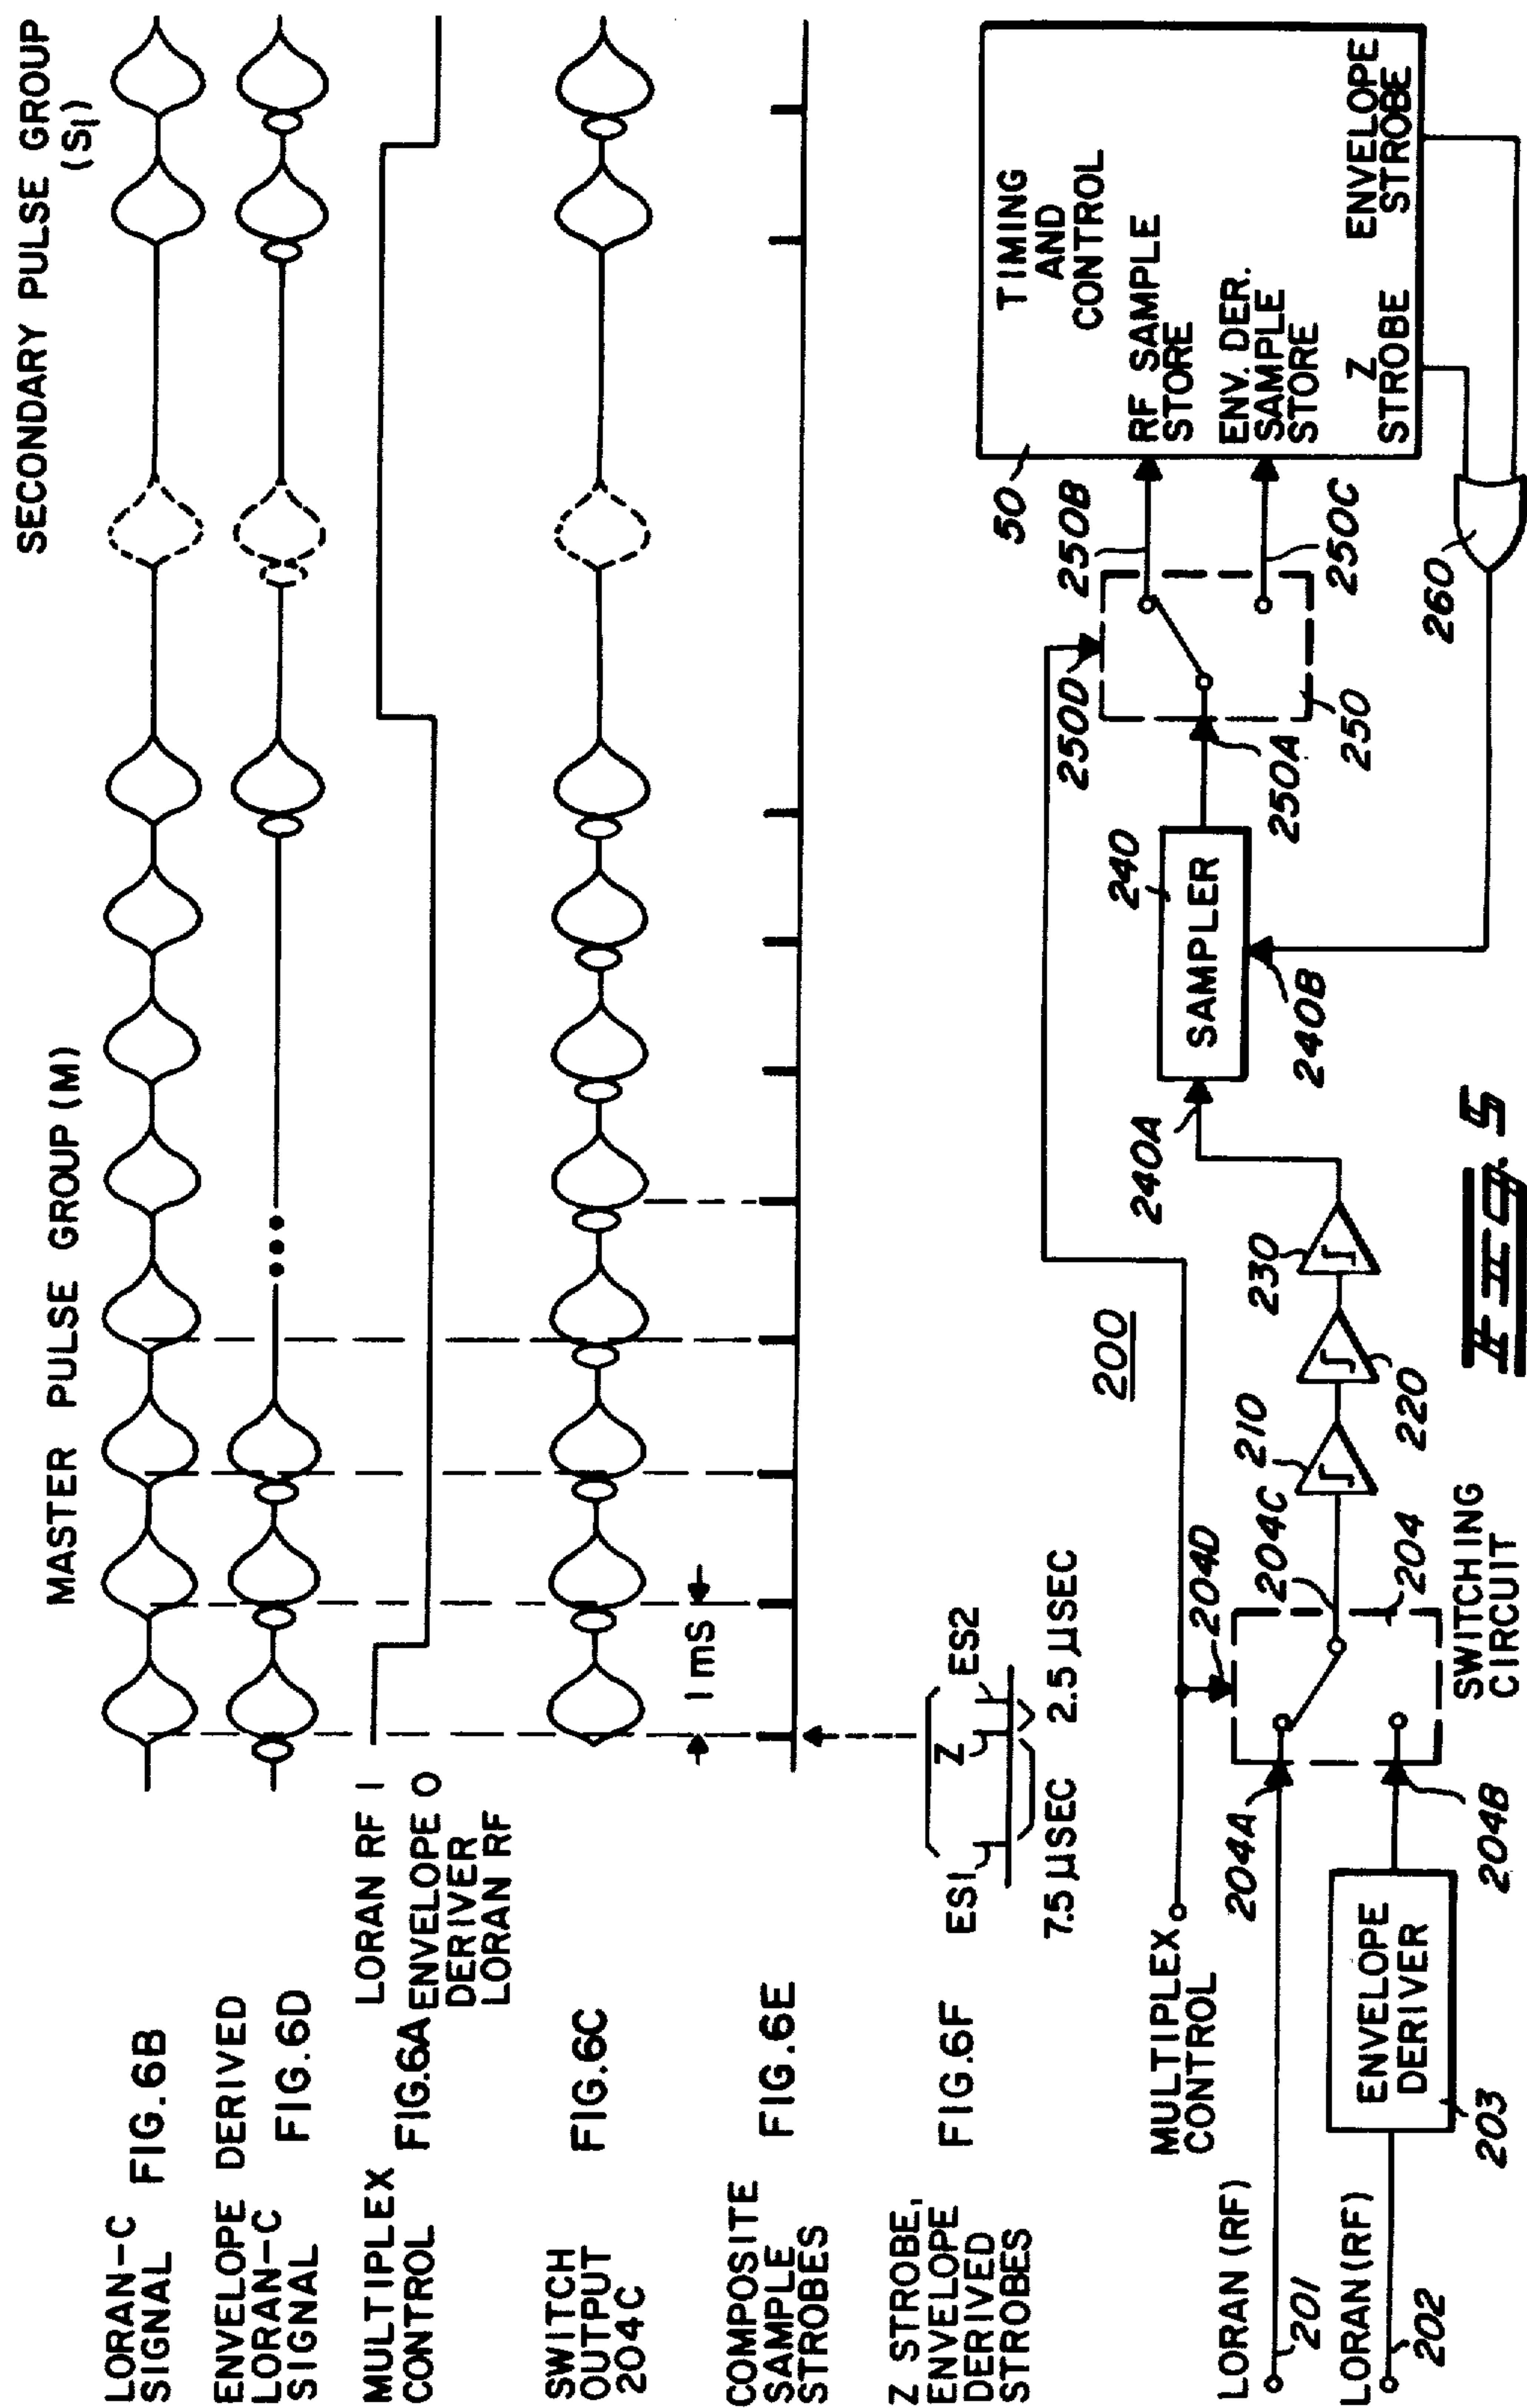 MASTER PULSE GROUP (M)
SECONDARY PULSE GROUP
(S1)
LORAN-C
SIGNAL FIG.6B
ENVELOPE DERIVED
LORAN-C
SIGNAL FIG.6D
LORAN RF 1
MULTIPLEX
CONTROL
FIG.6A ENVELOPE 0
DERIVER
LORAN RF
SWITCH
OUTPUT
204C
FIG.6C
1 mS
COMPOSITE
SAMPLE
STROBES
FIG.6E
Z STROBE,
ENVELOPE
DERIVED
STROBES
FIG.6F
ES1
Z
ES2
7.5 µSEC
2.5 µSEC
200
MULTIPLEX
CONTROL
LORAN (RF)
201
LORAN (RF)
202
ENVELOPE
DERIVER
203
204A
204B
204D
204C
204
SWITCHING
CIRCUIT
210
220
230
240A
240
SAMPLER
240B
250D
250A
250
250B
250C
260
50
TIMING
AND
CONTROL
RF SAMPLE
STORE
ENV. DER.
SAMPLE
STORE
Z
STROBE
ENVELOPE
STROBE
FIG. 5